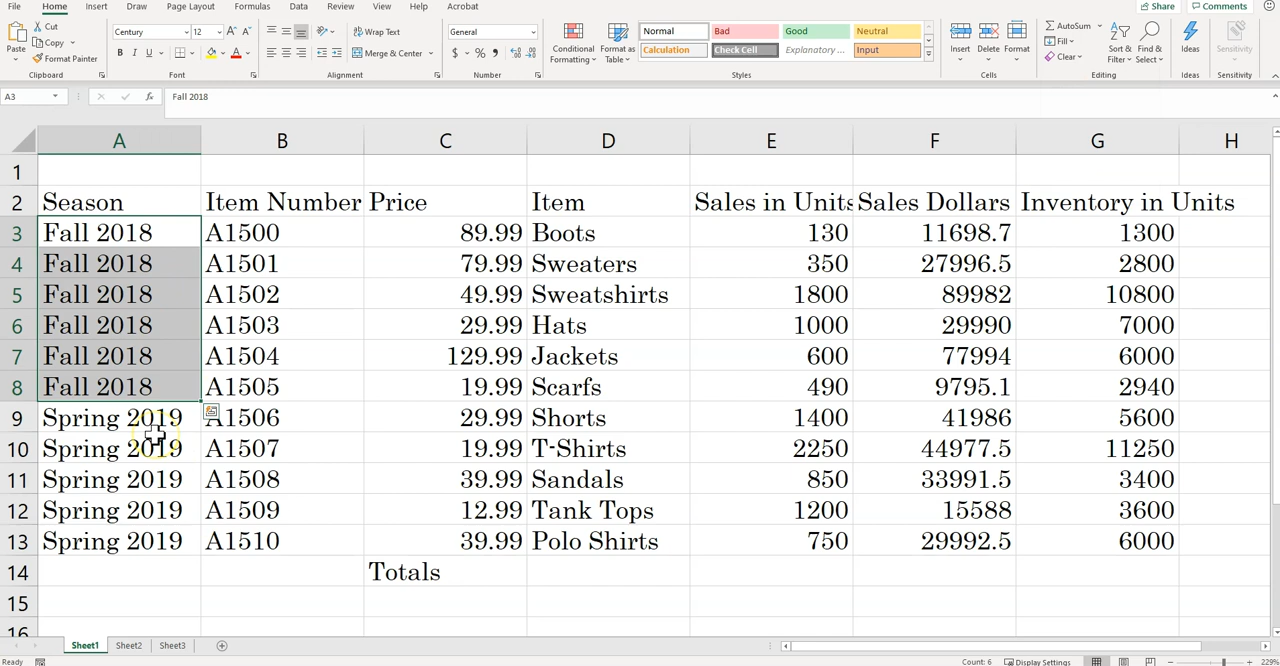 File Home Insert Draw Page Layout Formulas Data Review View Help Acrobat Share Comments
Paste Cut Copy Format Painter Clipboard
Century 12 A A B I U A Font
Wrap Text Merge & Center Alignment
General $ % Number
Conditional Formatting Format as Table
Normal Bad Good Neutral
Calculation Check Cell Explanatory ... Input
Styles
Insert Delete Format Cells
AutoSum Fill Clear Sort & Filter Find & Select Editing
Ideas Ideas
Sensitivity Sensitivity
A3 fx Fall 2018
A B C D E F G H
1
2 Season Item Number Price Item Sales in Units Sales Dollars Inventory in Units
3 Fall 2018 A1500 89.99 Boots 130 11698.7 1300
4 Fall 2018 A1501 79.99 Sweaters 350 27996.5 2800
5 Fall 2018 A1502 49.99 Sweatshirts 1800 89982 10800
6 Fall 2018 A1503 29.99 Hats 1000 29990 7000
7 Fall 2018 A1504 129.99 Jackets 600 77994 6000
8 Fall 2018 A1505 19.99 Scarfs 490 9795.1 2940
9 Spring 2019 A1506 29.99 Shorts 1400 41986 5600
10 Spring 2019 A1507 19.99 T-Shirts 2250 44977.5 11250
11 Spring 2019 A1508 39.99 Sandals 850 33991.5 3400
12 Spring 2019 A1509 12.99 Tank Tops 1200 15588 3600
13 Spring 2019 A1510 39.99 Polo Shirts 750 29992.5 6000
14 Totals
15
16
Sheet1 Sheet2 Sheet3
Ready Count: 6 Display Settings 229%